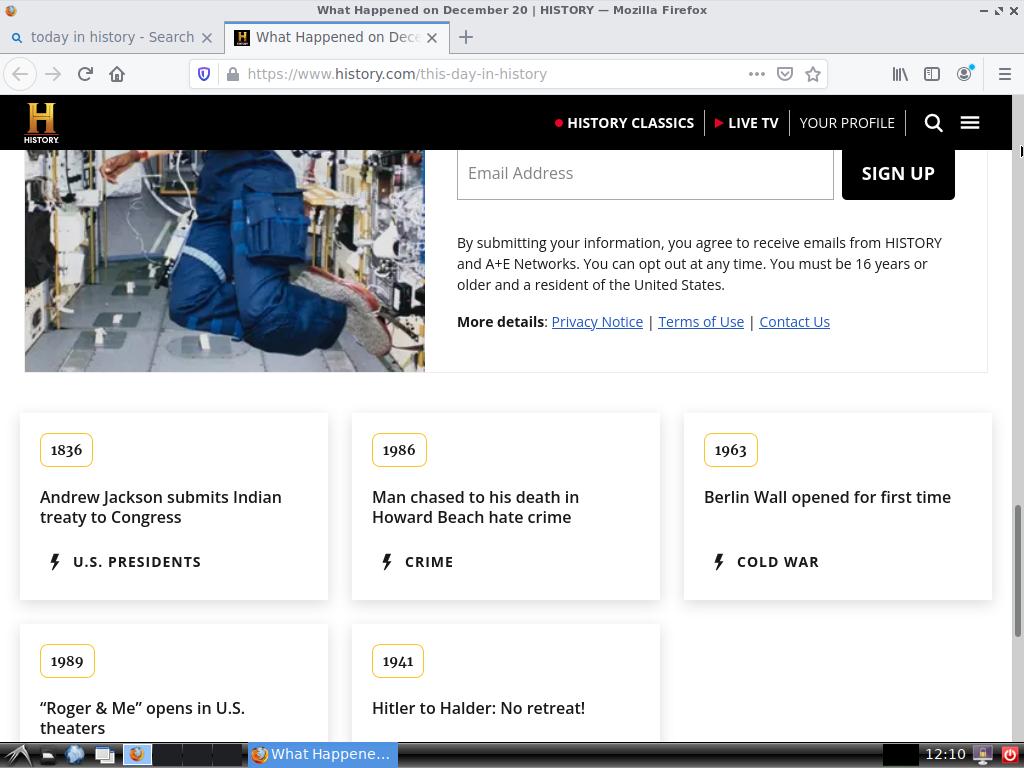 What Happened on December 20 | HISTORY — Mozilla Firefox
today in history - Search
What Happened on Dece
https://www.history.com/this-day-in-history
H
HISTORY
HISTORY CLASSICS
LIVE TV
YOUR PROFILE
Email Address
SIGN UP
By submitting your information, you agree to receive emails from HISTORY
and A+E Networks. You can opt out at any time. You must be 16 years or
older and a resident of the United States.
More details: Privacy Notice | Terms of Use | Contact Us
1836
Andrew Jackson submits Indian
treaty to Congress
U.S. PRESIDENTS
1986
Man chased to his death in
Howard Beach hate crime
CRIME
1963
Berlin Wall opened for first time
COLD WAR
1989
“Roger & Me” opens in U.S.
theaters
1941
Hitler to Halder: No retreat!
What Happene...
12:10